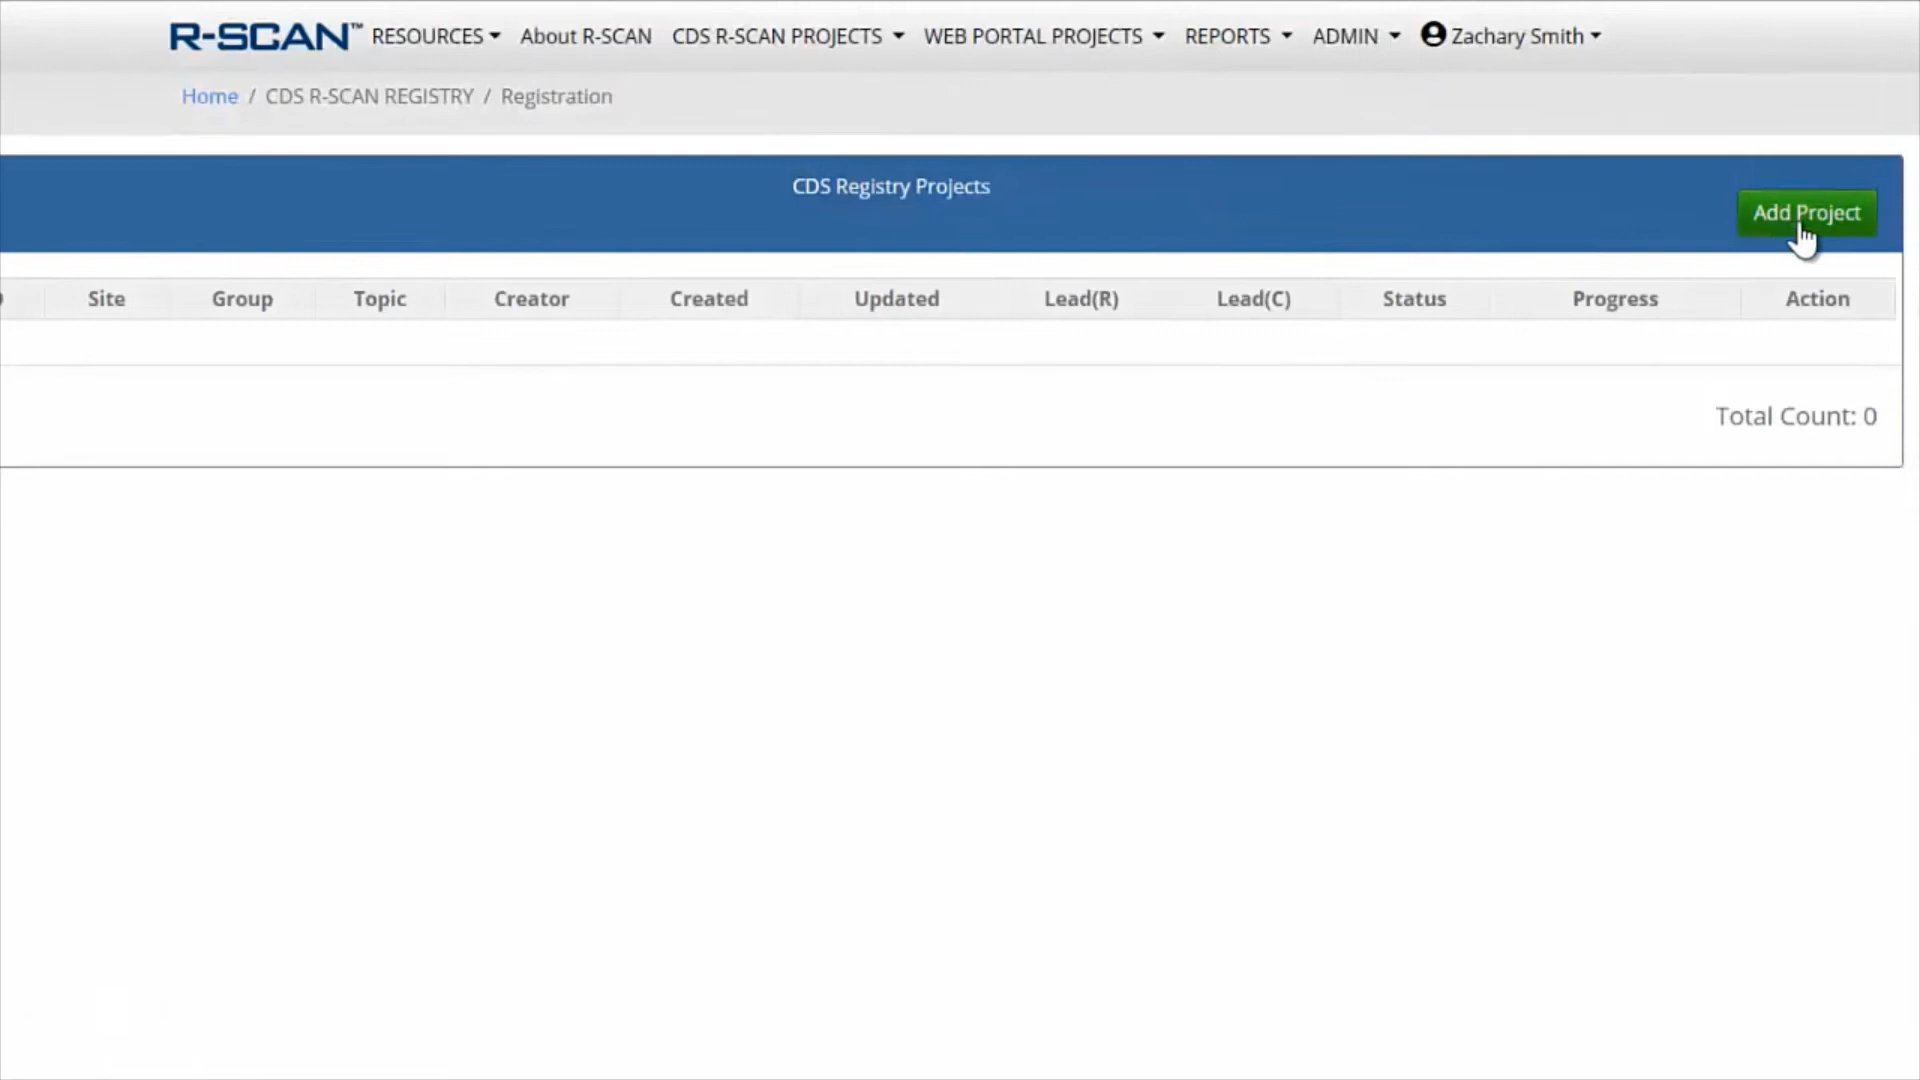 R-SCAN™ RESOURCES About R-SCAN CDS R-SCAN PROJECTS WEB PORTAL PROJECTS REPORTS ADMIN Zachary Smith
Home / CDS R-SCAN REGISTRY / Registration
CDS Registry Projects
Add Project
Site Group Topic Creator Created Updated Lead(R) Lead(C) Status Progress Action
Total Count: 0